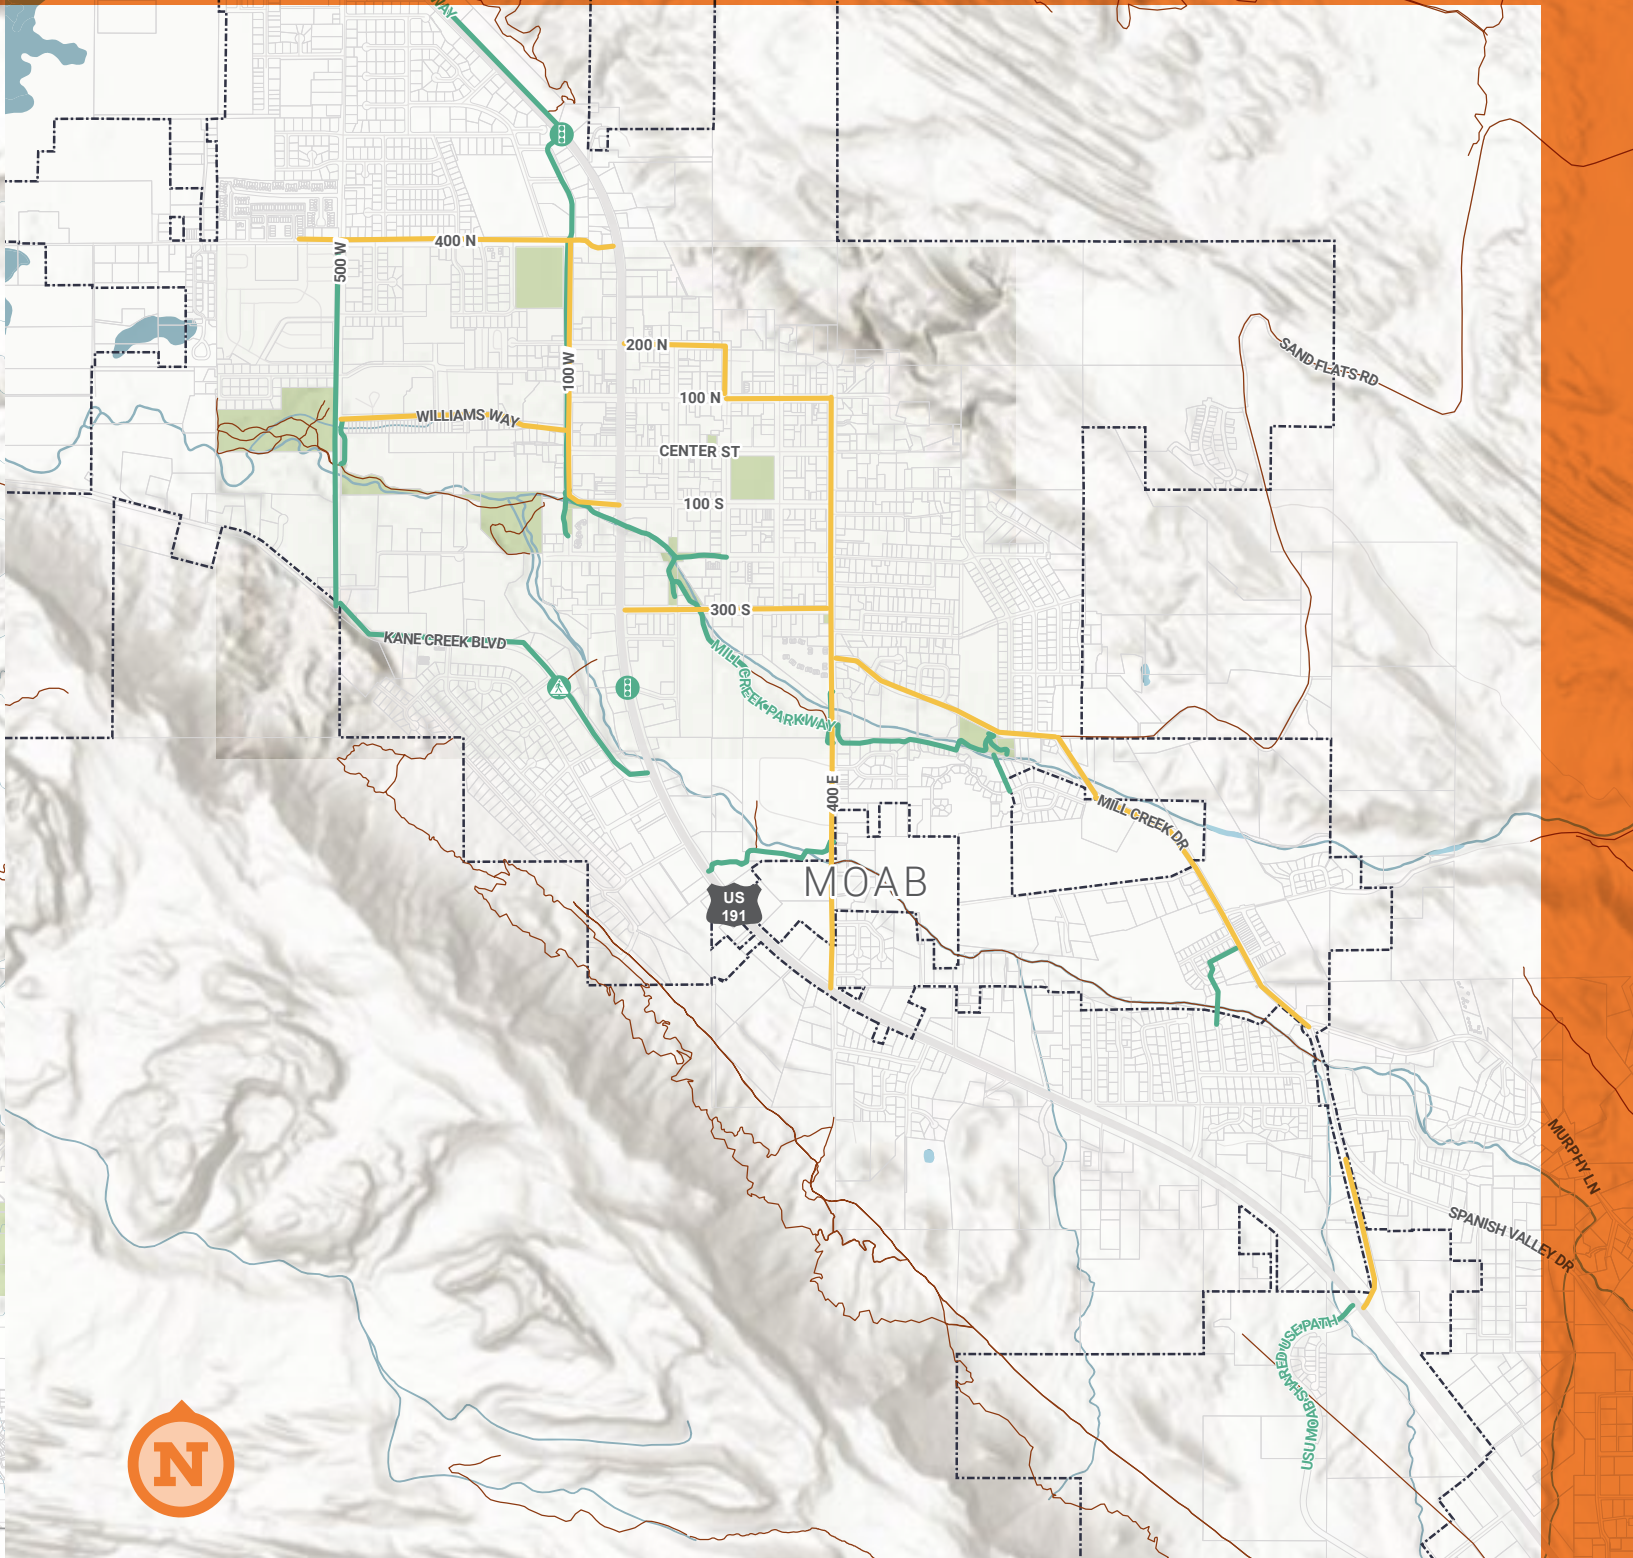 WAY
400 N
500 W
200 N
SAND FLATS RD
100 W
100 N
WILLIAMS WAY
CENTER ST
100 S
300 S
KANE CREEK BLVD
MILL CREEK PARKWAY
400 E
MILL CREEK DR
MOAB
US
191
MURPHY LN
SPANISH VALLEY DR
USU MOAB SHARED USE PATH
N